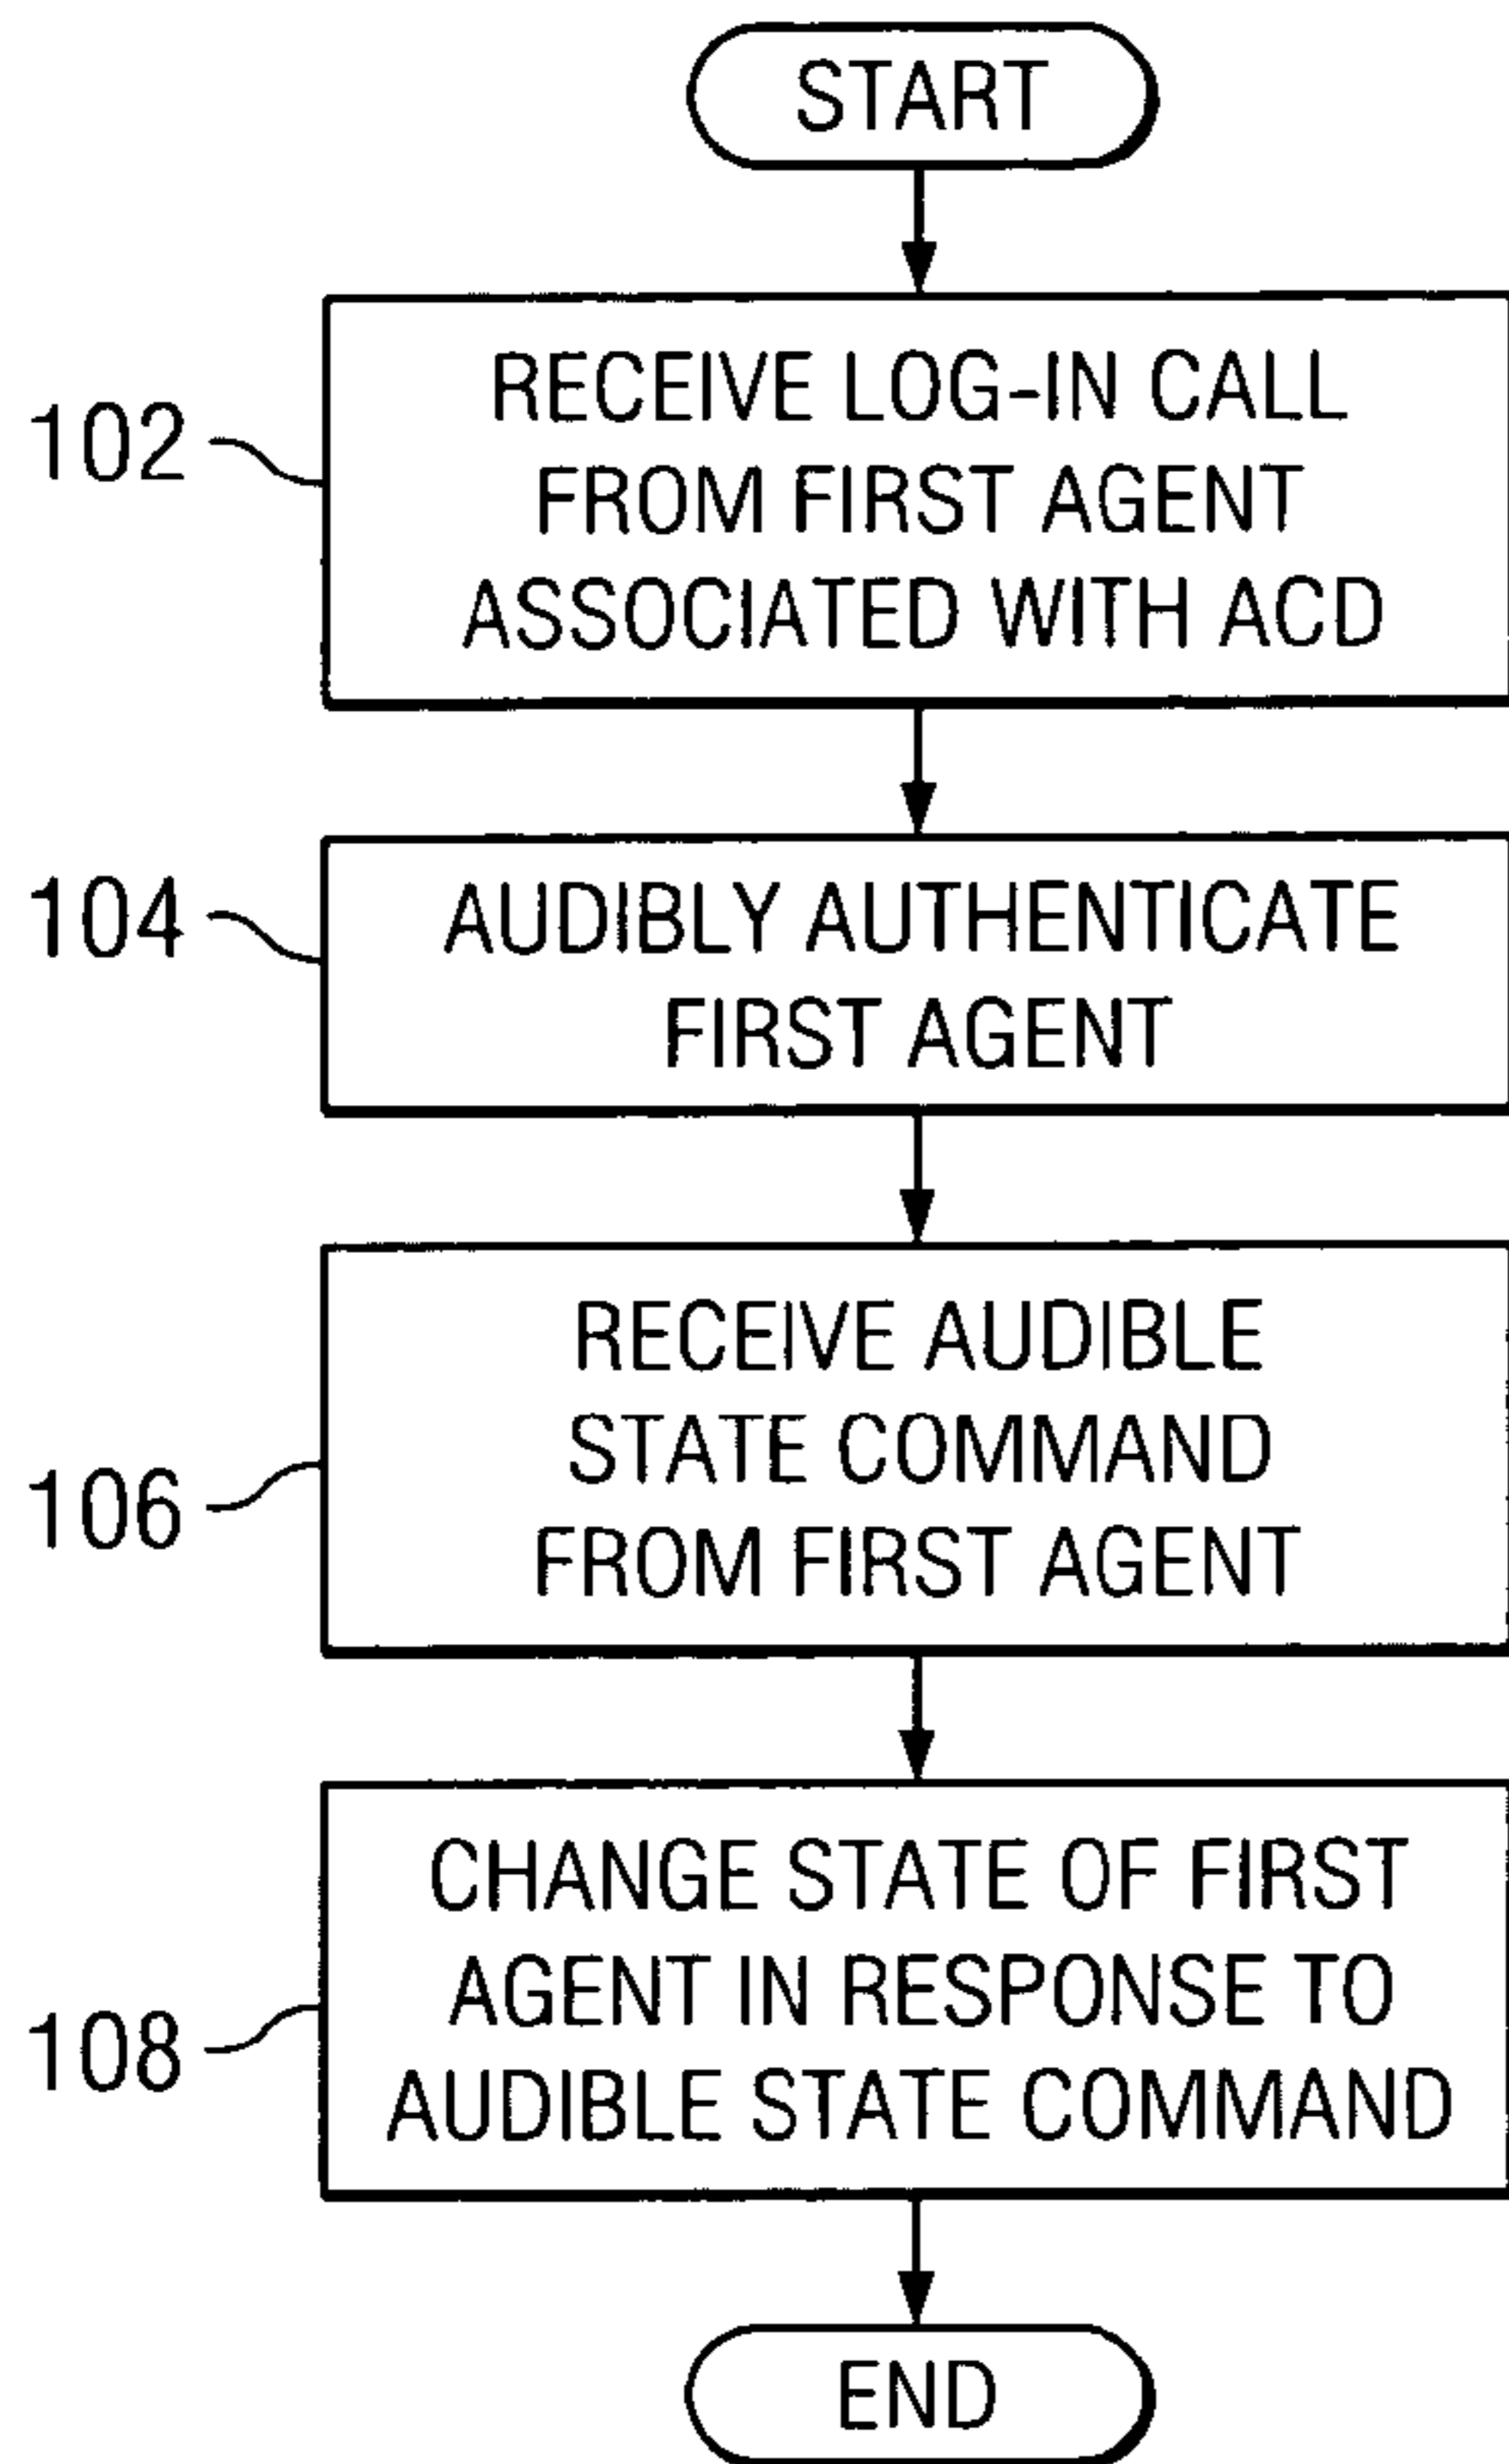 START
102
RECEIVE LOG-IN CALL
FROM FIRST AGENT
ASSOCIATED WITH ACD
104
AUDIBLY AUTHENTICATE
FIRST AGENT
106
RECEIVE AUDIBLE
STATE COMMAND
FROM FIRST AGENT
108
CHANGE STATE OF FIRST
AGENT IN RESPONSE TO
AUDIBLE STATE COMMAND
END